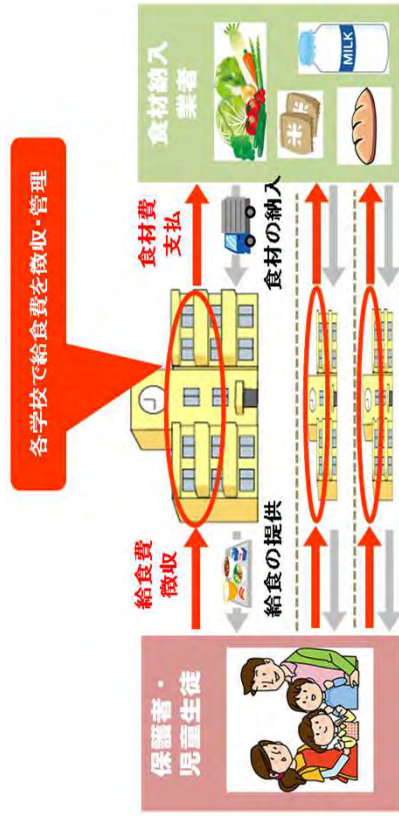 各学校で給食費を徴収・管理
保護者・
児童生徒
給食費
徴収
給食の提供
食材費
支払
食材の納入
食材納入
業者
米
米
MILK